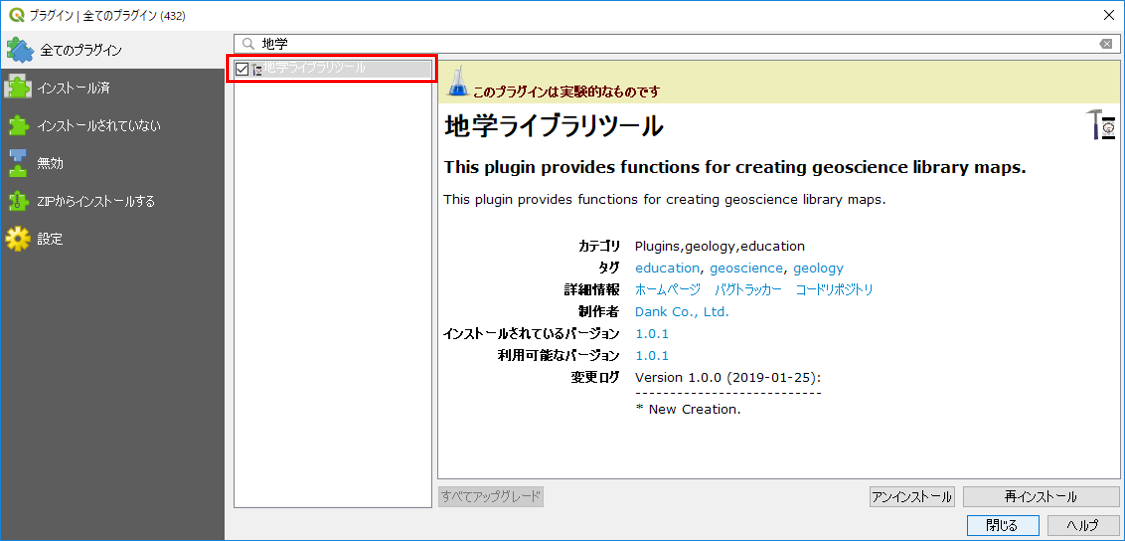 プラグイン | 全てのプラグイン (432)
全てのプラグイン
インストール済
インストールされていない
無効
ZIPからインストールする
設定
地学
地学ライブラリツール
このプラグインは実験的なものです
地学ライブラリツール
This plugin provides functions for creating geoscience library maps.
This plugin provides functions for creating geoscience library maps.
カテゴリ Plugins,geology,education
タグ education, geoscience, geology
詳細情報 ホームページ バグトラッカー コードリポジトリ
制作者 Dank Co., Ltd.
インストールされているバージョン 1.0.1
利用可能なバージョン 1.0.1
変更ログ Version 1.0.0 (2019-01-25):
---------------------------
* New Creation.
すべてアップグレード アンインストール 再インストール
閉じる ヘルプ